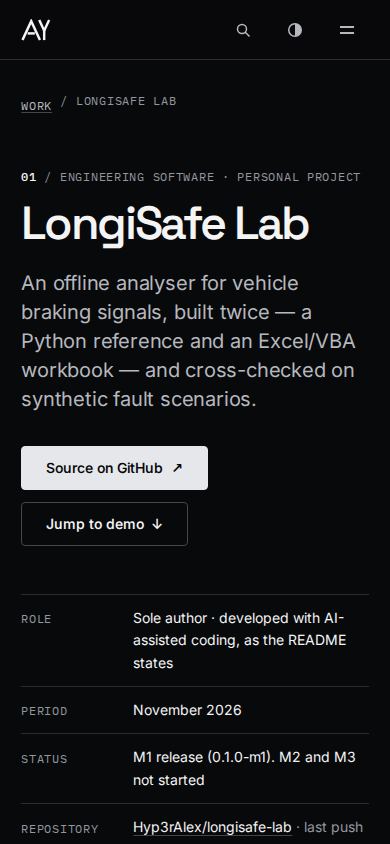 AY
WORK / LONGISAFE LAB
01 / ENGINEERING SOFTWARE · PERSONAL PROJECT
LongiSafe Lab
An offline analyser for vehicle
braking signals, built twice — a
Python reference and an Excel/VBA
workbook — and cross-checked on
synthetic fault scenarios.
Source on GitHub ↗
Jump to demo ↓
ROLE
Sole author · developed with AI-
assisted coding, as the README
states
PERIOD
November 2026
STATUS
M1 release (0.1.0-m1). M2 and M3
not started
REPOSITORY
Hyp3rAlex/longisafe-lab · last push